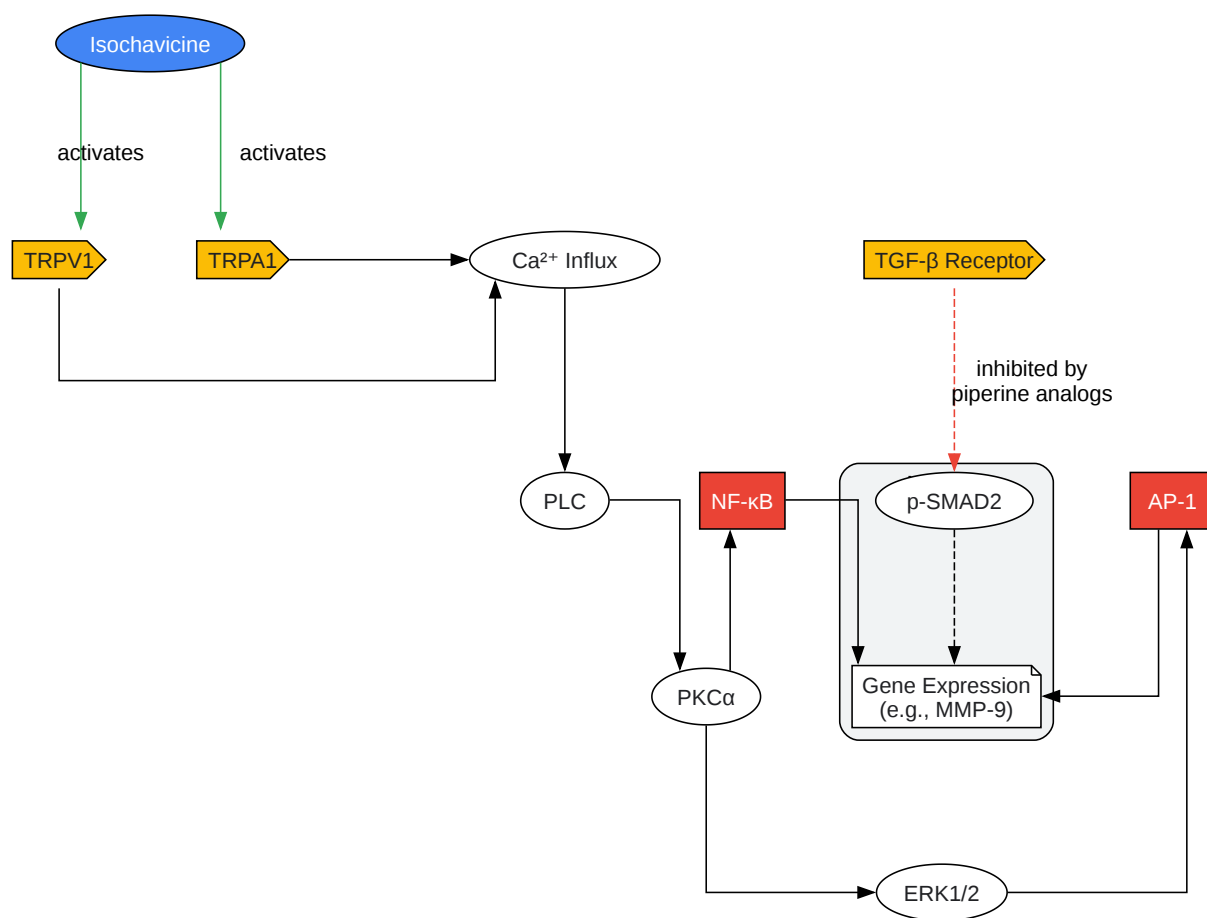 Isochavicine
activates
activates
TRPV1
TRPA1
Ca²⁺ Influx
TGF-β Receptor
inhibited by
piperine analogs
PLC
NF-κB
p-SMAD2
AP-1
PKCα
Gene Expression
(e.g., MMP-9)
ERK1/2